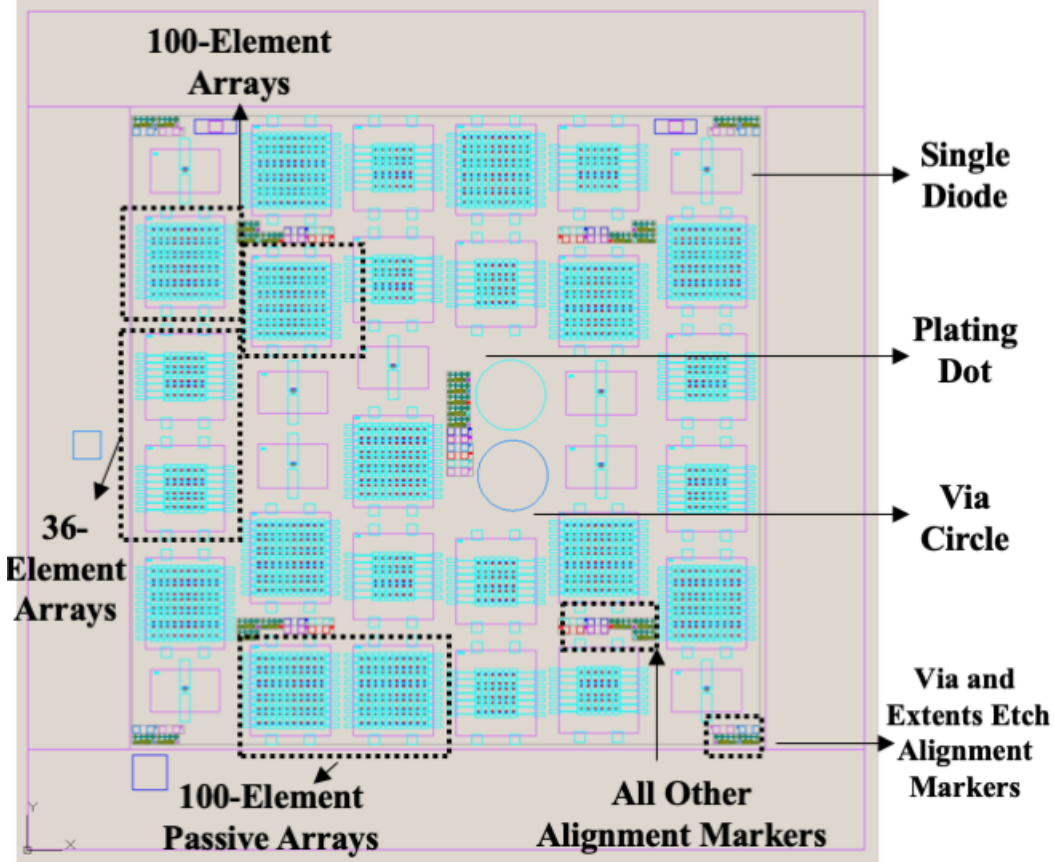 100-Element
Arrays
Single
Diode
Plating
Dot
Via
Circle
36-
Element
Arrays
Via and
Extents Etch
Alignment
Markers
100-Element
Passive Arrays
All Other
Alignment Markers
Y
X